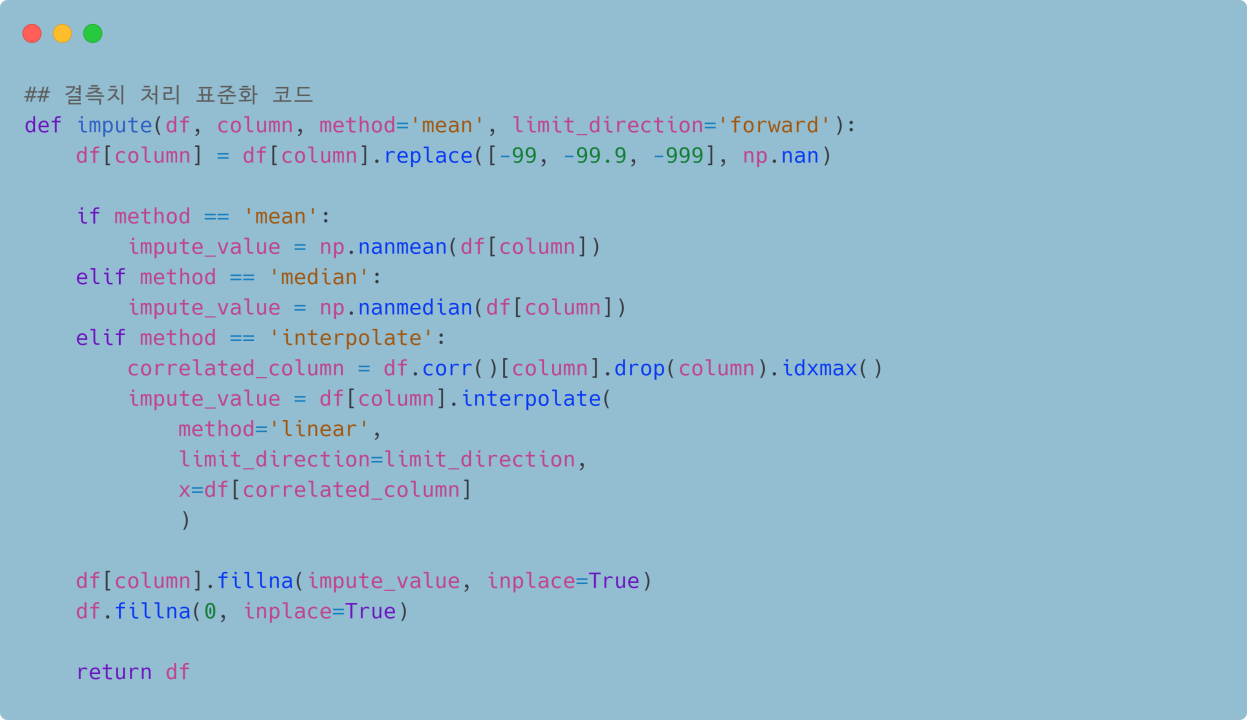 ## 결측치 처리 표준화 코드
def impute(df, column, method='mean', limit_direction='forward'):
    df[column] = df[column].replace([-99, -99.9, -999], np.nan)

    if method == 'mean':
        impute_value = np.nanmean(df[column])
    elif method == 'median':
        impute_value = np.nanmedian(df[column])
    elif method == 'interpolate':
        correlated_column = df.corr()[column].drop(column).idxmax()
        impute_value = df[column].interpolate(
            method='linear',
            limit_direction=limit_direction,
            x=df[correlated_column]
            )

    df[column].fillna(impute_value, inplace=True)
    df.fillna(0, inplace=True)

    return df